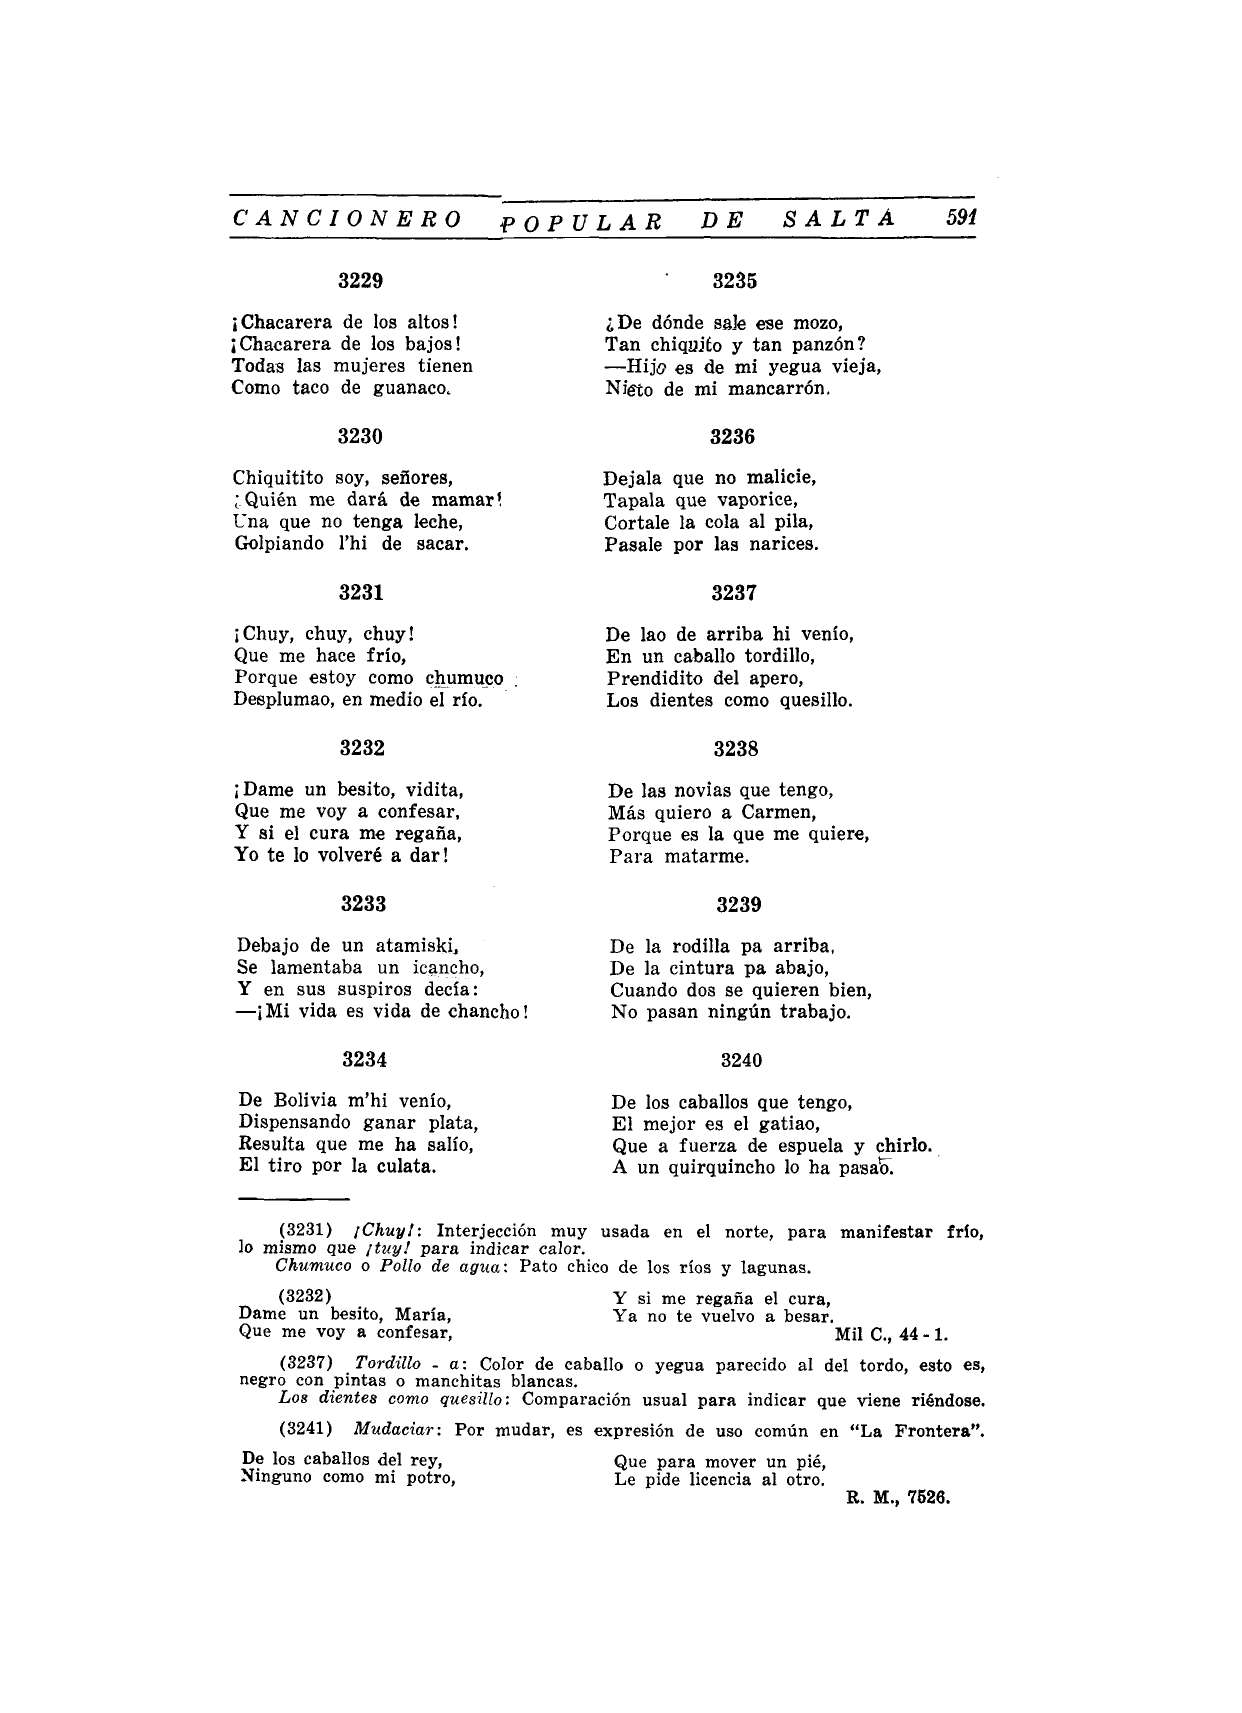 CANCIONERO POPULAR DE SALTA 591
3229
¡Chacarera de los altos!
¡Chacarera de los bajos!
Todas las mujeres tienen
Como taco de guanaco.
3230
Chiquitito soy, señores,
¿Quién me dará de mamar!
Una que no tenga leche,
Golpiando l'hi de sacar.
3231
¡Chuy, chuy, chuy!
Que me hace frío,
Porque estoy como chumuco
Desplumao, en medio el río.
3232
¡Dame un besito, vidita,
Que me voy a confesar,
Y si el cura me regaña,
Yo te lo volveré a dar!
3233
Debajo de un atamiski,
Se lamentaba un icancho,
Y en sus suspiros decía:
—¡Mi vida es vida de chancho!
3234
De Bolivia m'hi venío,
Dispensando ganar plata,
Resulta que me ha salío,
El tiro por la culata.
3235
¿De dónde sale ese mozo,
Tan chiquito y tan panzón?
—Hijo es de mi yegua vieja,
Nieto de mi mancarrón.
3236
Dejala que no malicie,
Tapala que vaporice,
Cortale la cola al pila,
Pasale por las narices.
3237
De lao de arriba hi venío,
En un caballo tordillo,
Prendidito del apero,
Los dientes como quesillo.
3238
De las novias que tengo,
Más quiero a Carmen,
Porque es la que me quiere,
Para matarme.
3239
De la rodilla pa arriba,
De la cintura pa abajo,
Cuando dos se quieren bien,
No pasan ningún trabajo.
3240
De los caballos que tengo,
El mejor es el gatiao,
Que a fuerza de espuela y chirlo.
A un quirquincho lo ha pasao.
(3231) ¡Chuy!: Interjección muy usada en el norte, para manifestar frío,
lo mismo que ¡tuy! para indicar calor.
Chumuco o Pollo de agua: Pato chico de los ríos y lagunas.
(3232)
Dame un besito, María,
Que me voy a confesar,
Y si me regaña el cura,
Ya no te vuelvo a besar.
Mil C., 44 - 1.
(3237) Tordillo - a: Color de caballo o yegua parecido al del tordo, esto es,
negro con pintas o manchitas blancas.
Los dientes como quesillo: Comparación usual para indicar que viene riéndose.
(3241) Mudaciar: Por mudar, es expresión de uso común en “La Frontera”.
De los caballos del rey,
Ninguno como mi potro,
Que para mover un pié,
Le pide licencia al otro.
R. M., 7526.